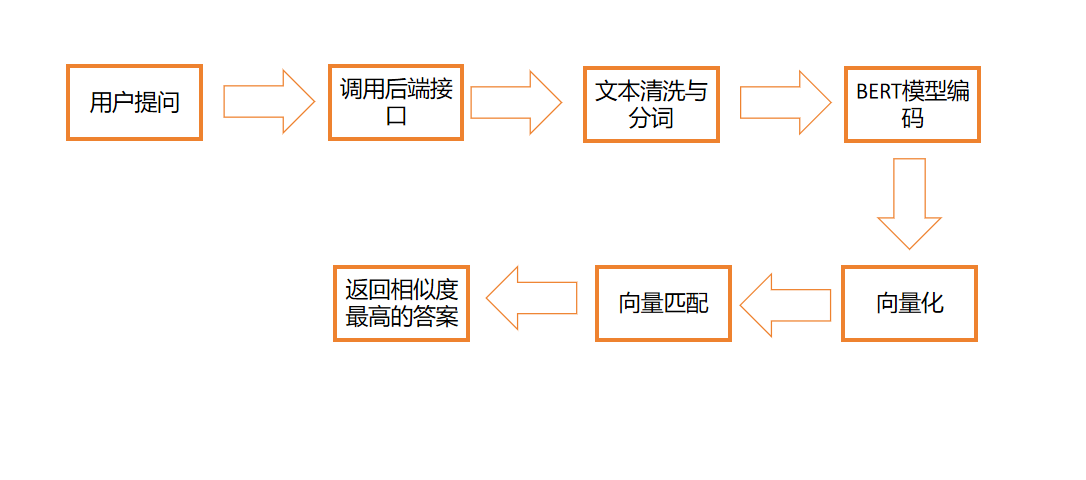 用户提问
调用后端接
口
文本清洗与
分词
BERT模型编
码
向量化
向量匹配
返回相似度
最高的答案